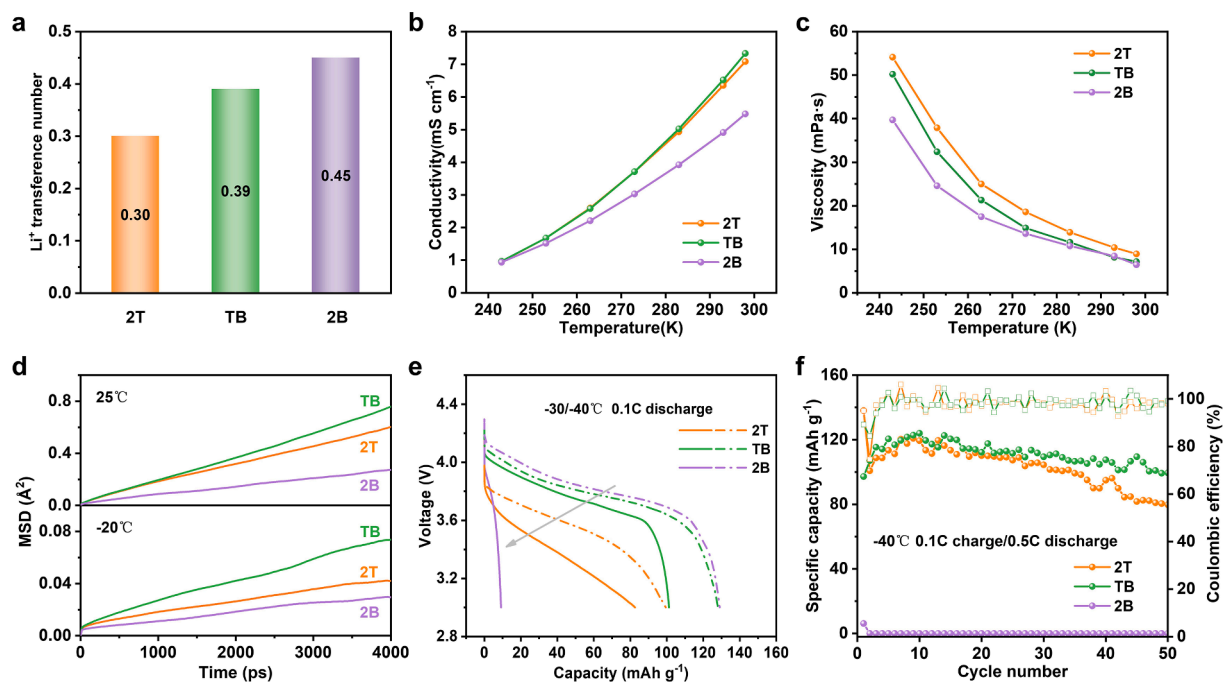 a
0.5
0.4
0.3
0.2
0.1
0.0
Li⁺ transference number
0.30
0.39
0.45
2T
TB
2B
b
8
7
6
5
4
3
2
1
0
Conductivity(mS cm⁻¹)
2T
TB
2B
240 250 260 270 280 290 300
Temperature(K)
c
60
50
40
30
20
10
0
Viscosity (mPa·s)
2T
TB
2B
240 250 260 270 280 290 300
Temperature (K)
d
25℃
0.8
0.4
0.0
TB
2T
2B
-20℃
0.08
0.04
0.00
TB
2T
2B
MSD (Å²)
0 1000 2000 3000 4000
Time (ps)
e
4.4
4.0
3.6
3.2
2.8
Voltage (V)
-30/-40℃ 0.1C discharge
2T
TB
2B
0 20 40 60 80 100 120 140 160
Capacity (mAh g⁻¹)
f
160
120
80
40
0
Specific capacity (mAh g⁻¹)
-40℃ 0.1C charge/0.5C discharge
2T
TB
2B
100
80
60
40
20
0
Coulombic efficiency (%)
0 10 20 30 40 50
Cycle number